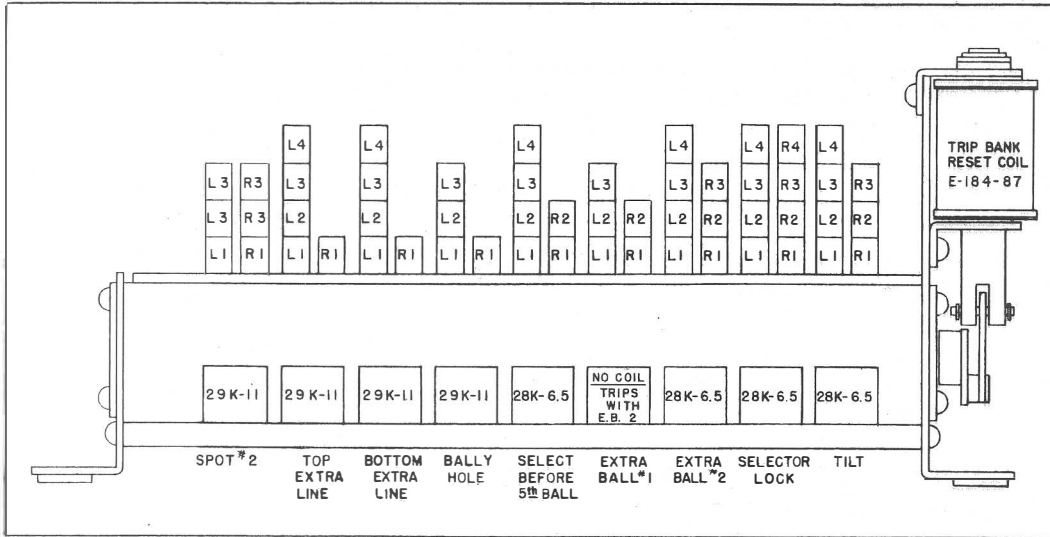 L4 L4 L4 L4 L4 R4 L4
L3 R3 L3 L3 L3 L3 L3 L3 R3 L3 R3 L3 R3
L3 R3 L2 L2 L2 L2 R2 L2 R2 L2 R2 L2 R2 L2 R2
L1 R1 L1 R1 L1 R1 L1 R1 L1 R1 L1 R1 L1 R1 L1 R1 L1 R1
TRIP BANK
RESET COIL
E-184-87
29K-11 29K-11 29K-11 29K-11 28K-6.5
NO COIL
TRIPS
WITH
E.B. 2
28K-6.5 28K-6.5 28K-6.5
SPOT #2
TOP
EXTRA
LINE
BOTTOM
EXTRA
LINE
BALLY
HOLE
SELECT
BEFORE
5th BALL
EXTRA
BALL #1
EXTRA
BALL #2
SELECTOR
LOCK
TILT